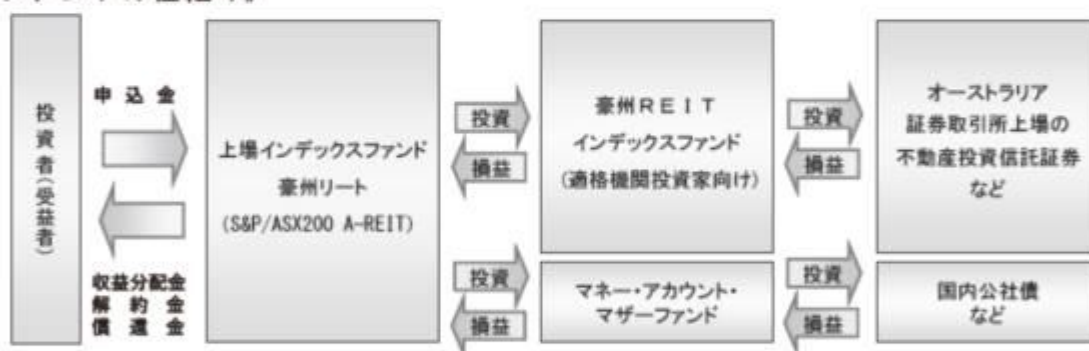 投資者(受益者)
申込金
収益分配金
解約金
償還金
上場インデックスファンド
豪州リート
(S&P/ASX200 A-REIT)
投資
損益
豪州REIT
インデックスファンド
(適格機関投資家向け)
投資
損益
オーストラリア
証券取引所上場の
不動産投資信託証券
など
投資
損益
マネー・アカウント・
マザーファンド
投資
損益
国内公社債
など